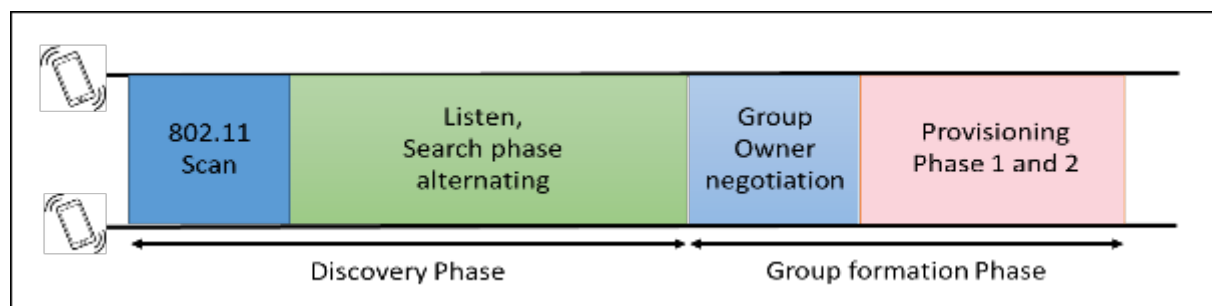 802.11
Scan
Listen,
Search phase
alternating
Group
Owner
negotiation
Provisioning
Phase 1 and 2
Discovery Phase
Group formation Phase